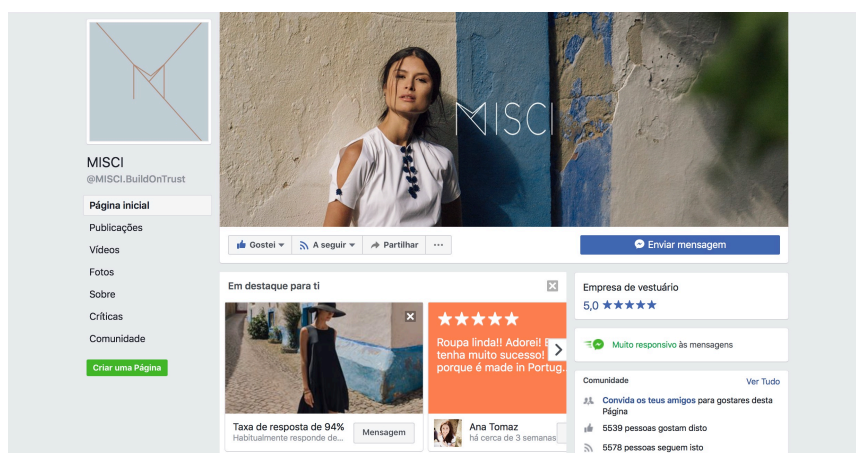 MISCI
MISCI
@MISCI.BuildOnTrust
Página inicial
Publicações
Vídeos
Fotos
Sobre
Críticas
Comunidade
Criar uma Página
Gostei
A seguir
Partilhar
Enviar mensagem
Em destaque para ti
Taxa de resposta de 94%
Habitualmente responde de...
Mensagem
Roupa linda!! Adorei!
tenha muito sucesso!
porque é made in Portug...
Ana Tomaz
há cerca de 3 semanas
Empresa de vestuário
5,0 ★★★★★
Muito responsivo às mensagens
Comunidade
Ver Tudo
Convida os teus amigos para gostares desta
Página
5539 pessoas gostam disto
5578 pessoas seguem isto